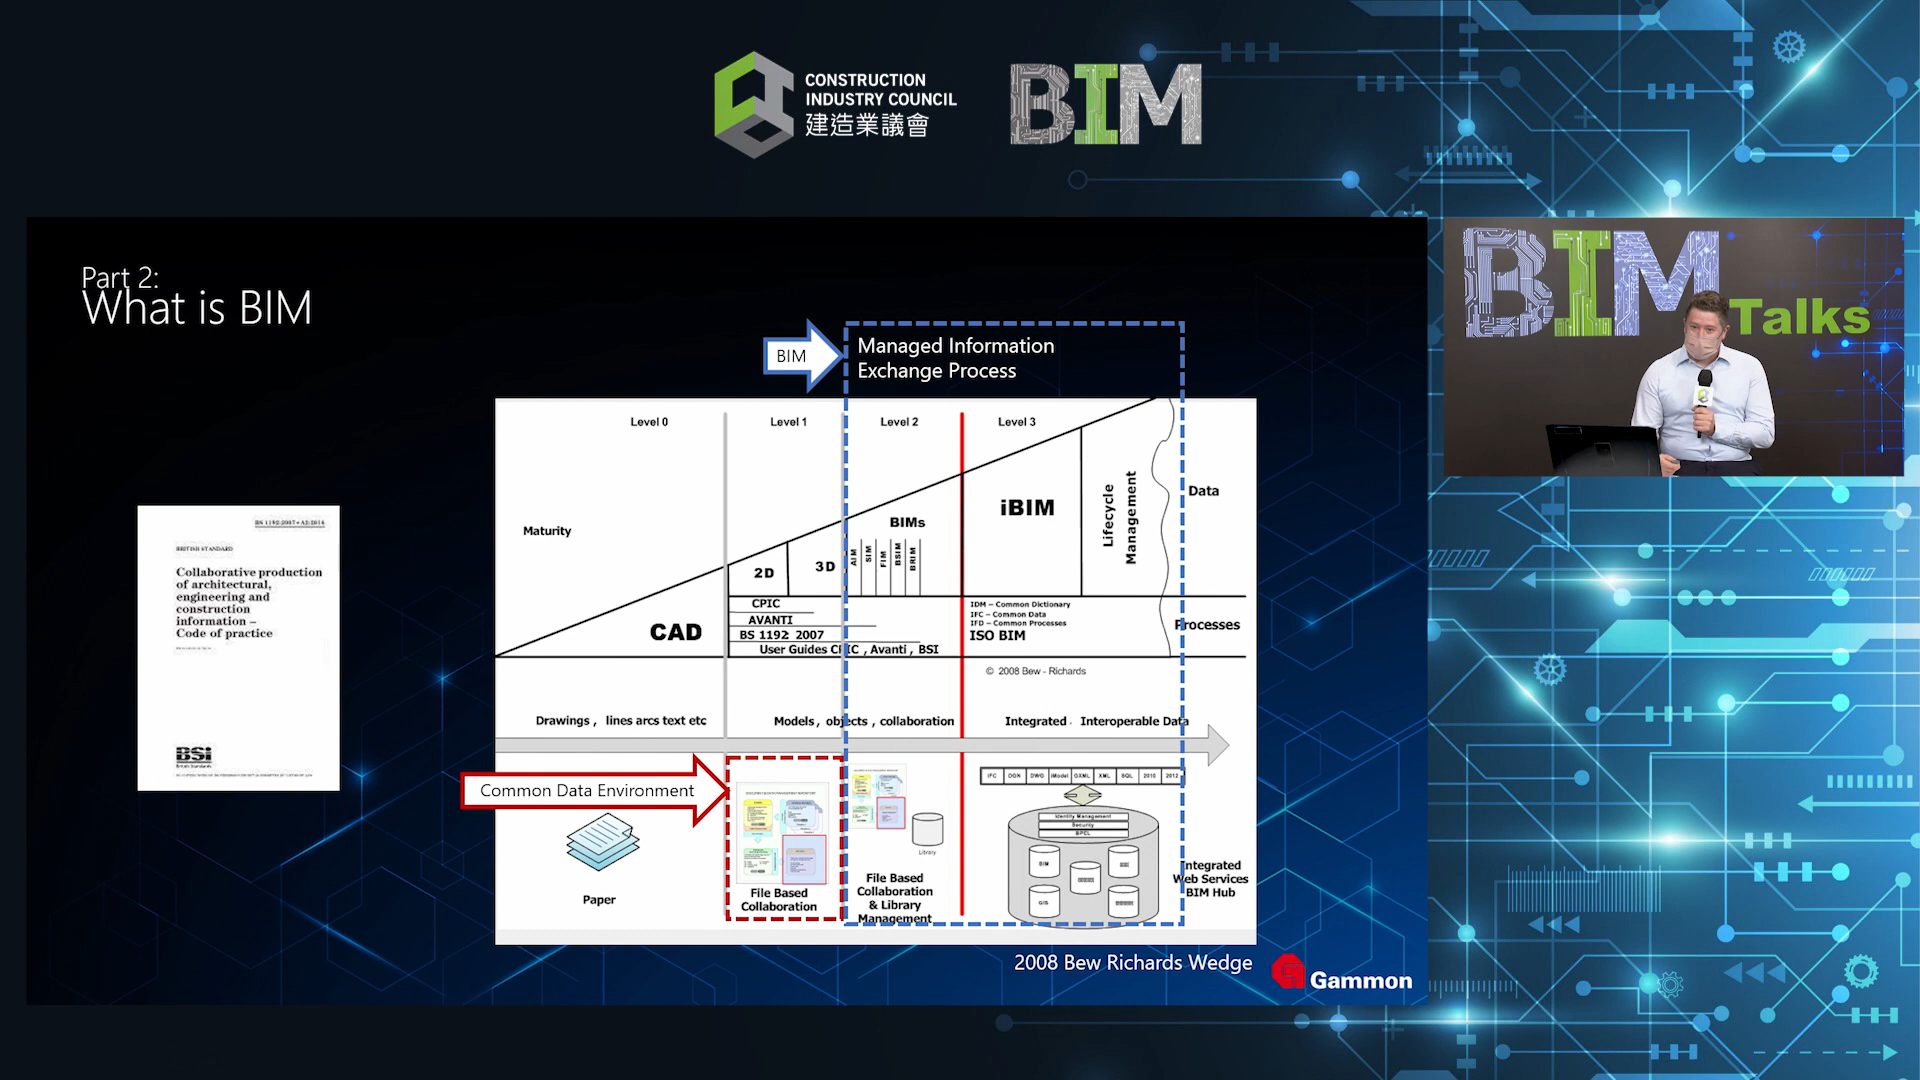 CONSTRUCTION
INDUSTRY COUNCIL
建造業議會
BIM
Part 2:
What is BIM
BIM
Managed Information
Exchange Process
BIM
Talks
Level 0
Level 1
Level 2
Level 3
Maturity
2D
3D
BIMs
AIM
SIM
FIM
BSIM
BRIM
iBIM
Lifecycle
Management
Data
CAD
CPIC
AVANTI
BS 1192 2007
User Guides CPIC , Avanti , BSI
IDM – Common Dictionary
IFC – Common Data
IFD – Common Processes
ISO BIM
Processes
© 2008 Bew - Richards
Drawings , lines arcs text etc
Models , objects , collaboration
Integrated Interoperable Data
BS 1192:2007+A2:2016
BRITISH STANDARD
Collaborative production
of architectural,
engineering and
construction
information –
Code of practice
BSI
British Standards
Common Data Environment
Paper
File Based
Collaboration
Library
File Based
Collaboration
& Library
Management
IFC DGN DWG iModel GXML XML SQL 2010 2012
Identity Management
Security
BPEL
BIM
GIS
Integrated
Web Services
BIM Hub
2008 Bew Richards Wedge
Gammon